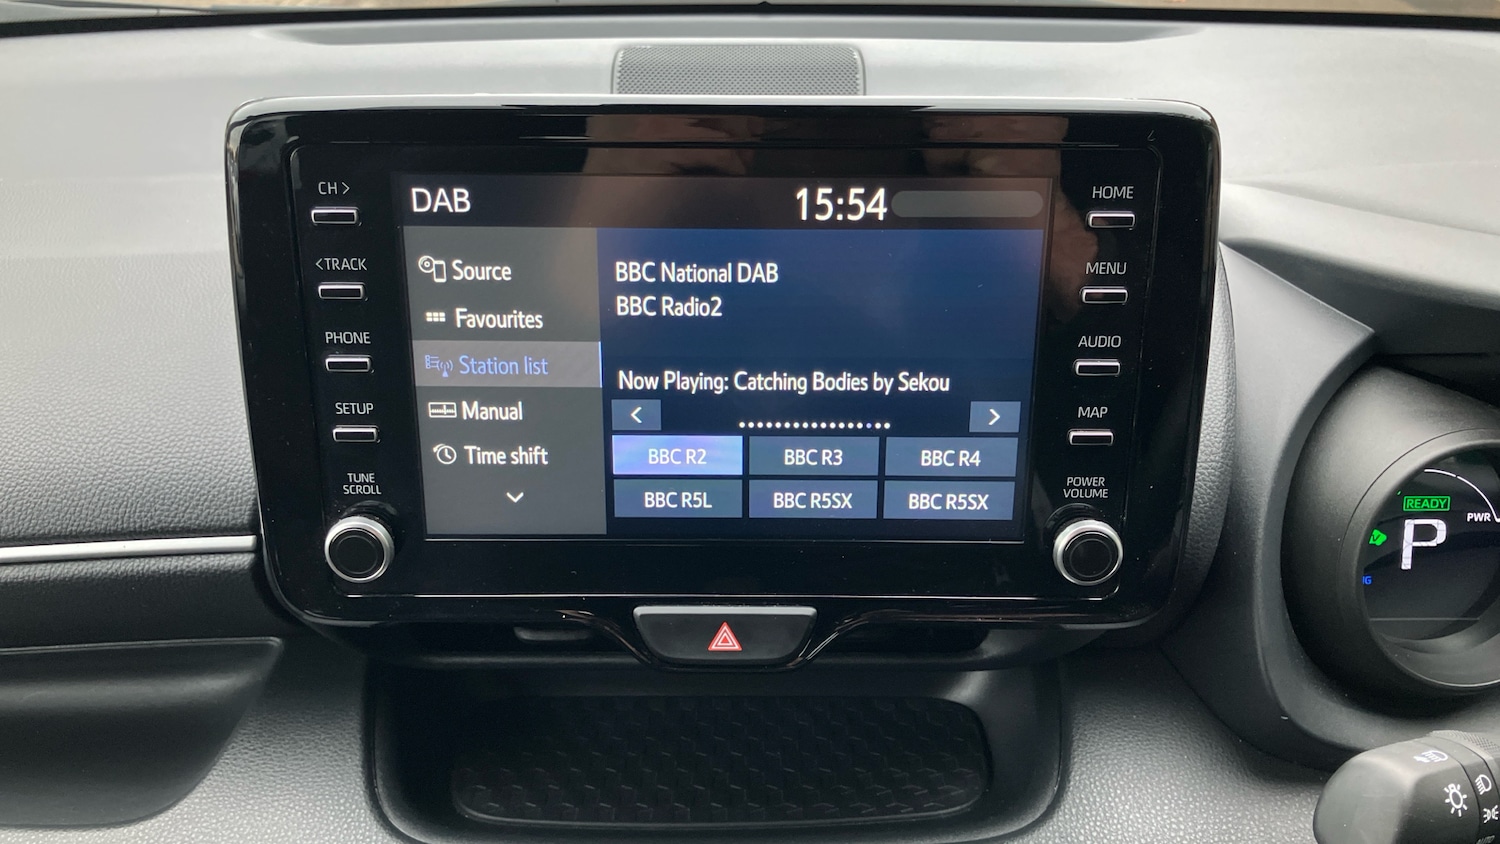 CH >
<TRACK
PHONE
SETUP
TUNE
SCROLL
DAB
15:54
Source
Favourites
Station list
Manual
Time shift
BBC National DAB
BBC Radio2
Now Playing: Catching Bodies by Sekou
BBC R2
BBC R3
BBC R4
BBC R5L
BBC R5SX
BBC R5SX
HOME
MENU
AUDIO
MAP
POWER
VOLUME
READY
PWR
P